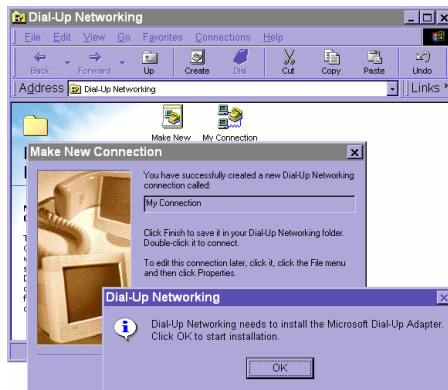 Dial-Up Networking
File Edit View Go Favorites Connections Help
Back Forward Up Create Dial Cut Copy Paste Undo
Address Dial-Up Networking Links
Make New My Connection
Make New Connection
You have successfully created a new Dial-Up Networking
connection called:
My Connection
Click Finish to save it in your Dial-Up Networking folder.
Double-click it to connect.
To edit this connection later, click it, click the File menu
and then click Properties.
Dial-Up Networking
Dial-Up Networking needs to install the Microsoft Dial-Up Adapter.
Click OK to start installation.
OK